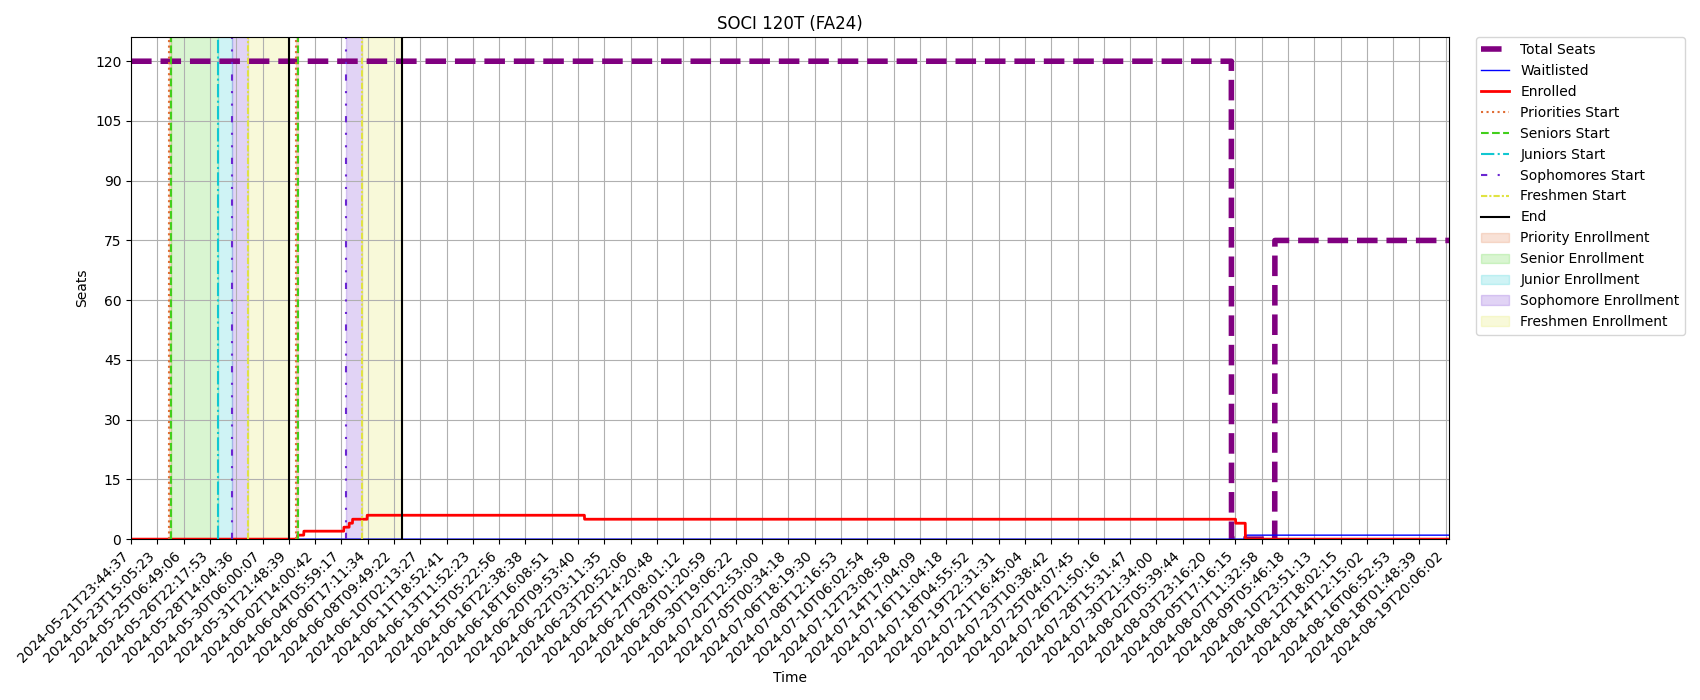 SOCI 120T (FA24)
120
105
90
75
60
45
30
15
0
Seats
2024-05-21T23:44:37
2024-05-23T15:05:23
2024-05-25T06:49:06
2024-05-26T22:17:53
2024-05-28T14:04:36
2024-05-30T06:00:07
2024-05-31T21:48:39
2024-06-02T14:00:42
2024-06-04T05:59:17
2024-06-06T17:11:34
2024-06-08T09:49:22
2024-06-10T02:13:27
2024-06-11T18:52:41
2024-06-13T11:52:23
2024-06-15T05:22:56
2024-06-16T22:38:38
2024-06-18T16:08:51
2024-06-20T09:53:40
2024-06-22T03:11:35
2024-06-23T20:52:06
2024-06-25T14:20:48
2024-06-27T08:01:12
2024-06-29T01:20:59
2024-06-30T19:06:22
2024-07-02T12:53:00
2024-07-05T00:34:18
2024-07-06T18:19:30
2024-07-08T12:16:53
2024-07-10T06:02:54
2024-07-12T23:08:58
2024-07-14T17:04:09
2024-07-16T11:04:18
2024-07-18T04:55:52
2024-07-19T22:31:31
2024-07-21T16:45:04
2024-07-23T10:38:42
2024-07-25T04:07:45
2024-07-26T21:50:16
2024-07-28T15:31:47
2024-07-30T21:34:00
2024-08-02T05:39:44
2024-08-03T23:16:20
2024-08-05T17:16:15
2024-08-07T11:32:58
2024-08-09T05:46:18
2024-08-10T23:51:13
2024-08-12T18:02:15
2024-08-14T12:15:02
2024-08-16T06:52:53
2024-08-18T01:48:39
2024-08-19T20:06:02
Time
Total Seats
Waitlisted
Enrolled
Priorities Start
Seniors Start
Juniors Start
Sophomores Start
Freshmen Start
End
Priority Enrollment
Senior Enrollment
Junior Enrollment
Sophomore Enrollment
Freshmen Enrollment